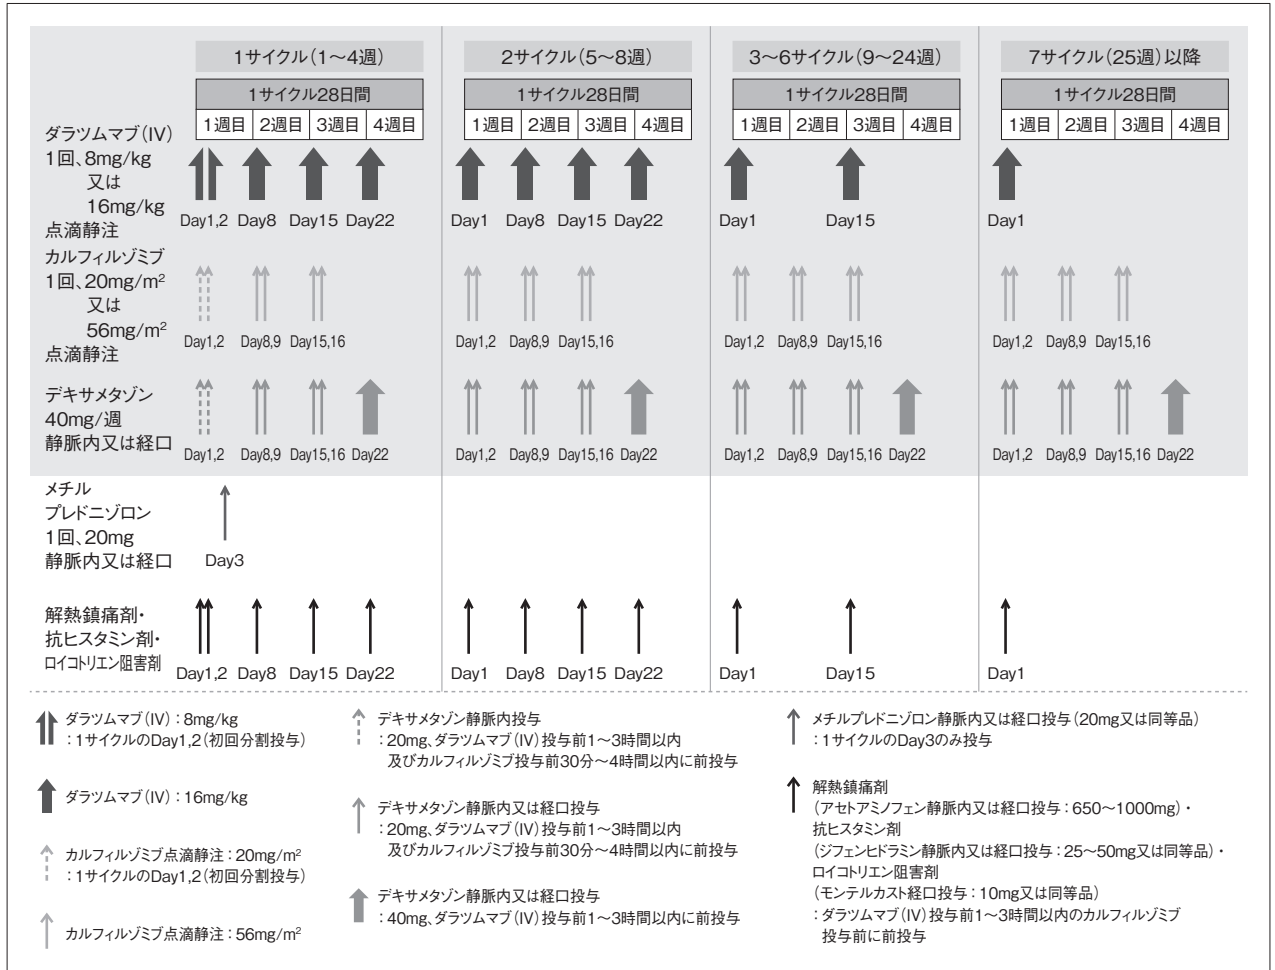 1サイクル(1〜4週)
2サイクル(5〜8週)
3〜6サイクル(9〜24週)
7サイクル(25週)以降
1サイクル28日間
1サイクル28日間
1サイクル28日間
1サイクル28日間
1週目 2週目 3週目 4週目
1週目 2週目 3週目 4週目
1週目 2週目 3週目 4週目
1週目 2週目 3週目 4週目
ダラツムマブ(IV)
1回、8mg/kg
又は
16mg/kg
点滴静注
Day1,2 Day8 Day15 Day22
Day1 Day8 Day15 Day22
Day1 Day15
Day1
カルフィルゾミブ
1回、20mg/m²
又は
56mg/m²
点滴静注
Day1,2 Day8,9 Day15,16
Day1,2 Day8,9 Day15,16
Day1,2 Day8,9 Day15,16
Day1,2 Day8,9 Day15,16
デキサメタゾン
40mg/週
静脈内又は経口
Day1,2 Day8,9 Day15,16 Day22
Day1,2 Day8,9 Day15,16 Day22
Day1,2 Day8,9 Day15,16 Day22
Day1,2 Day8,9 Day15,16 Day22
メチル
プレドニゾロン
1回、20mg
静脈内又は経口
Day3
解熱鎮痛剤・
抗ヒスタミン剤・
ロイコトリエン阻害剤
Day1,2 Day8 Day15 Day22
Day1 Day8 Day15 Day22
Day1 Day15
Day1
ダラツムマブ(IV):8mg/kg
:1サイクルのDay1,2(初回分割投与)
ダラツムマブ(IV):16mg/kg
カルフィルゾミブ点滴静注:20mg/m²
:1サイクルのDay1,2(初回分割投与)
カルフィルゾミブ点滴静注:56mg/m²
デキサメタゾン静脈内投与
:20mg、ダラツムマブ(IV)投与前1〜3時間以内
及びカルフィルゾミブ投与前30分〜4時間以内に前投与
デキサメタゾン静脈内又は経口投与
:20mg、ダラツムマブ(IV)投与前1〜3時間以内
及びカルフィルゾミブ投与前30分〜4時間以内に前投与
デキサメタゾン静脈内又は経口投与
:40mg、ダラツムマブ(IV)投与前1〜3時間以内に前投与
メチルプレドニゾロン静脈内又は経口投与(20mg又は同等品)
:1サイクルのDay3のみ投与
解熱鎮痛剤
(アセトアミノフェン静脈内又は経口投与:650〜1000mg)・
抗ヒスタミン剤
(ジフェンヒドラミン静脈内又は経口投与:25〜50mg又は同等品)・
ロイコトリエン阻害剤
(モンテルカスト経口投与:10mg又は同等品)
:ダラツムマブ(IV)投与前1〜3時間以内のカルフィルゾミブ
投与前に前投与